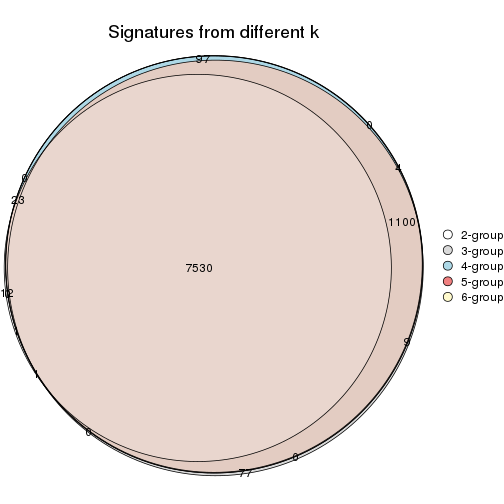 Signatures from different k
97
0
4
0
23
1100
7530
12
9
1
1
0
0
77
2-group
3-group
4-group
5-group
6-group